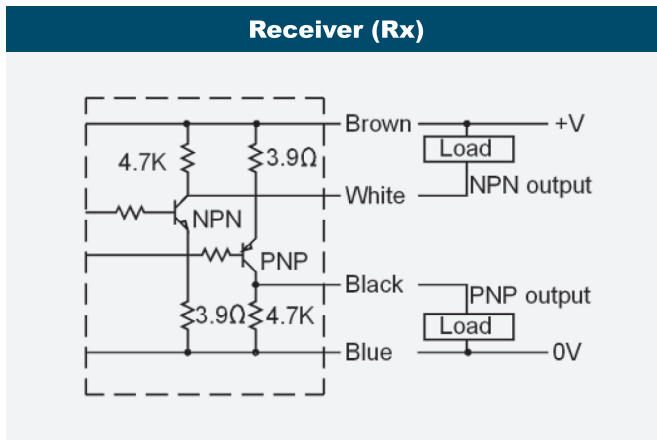 Receiver (Rx)
Brown
+V
4.7K
3.9Ω
Load
White
NPN output
NPN
PNP
Black
PNP output
3.9Ω
4.7K
Load
Blue
0V